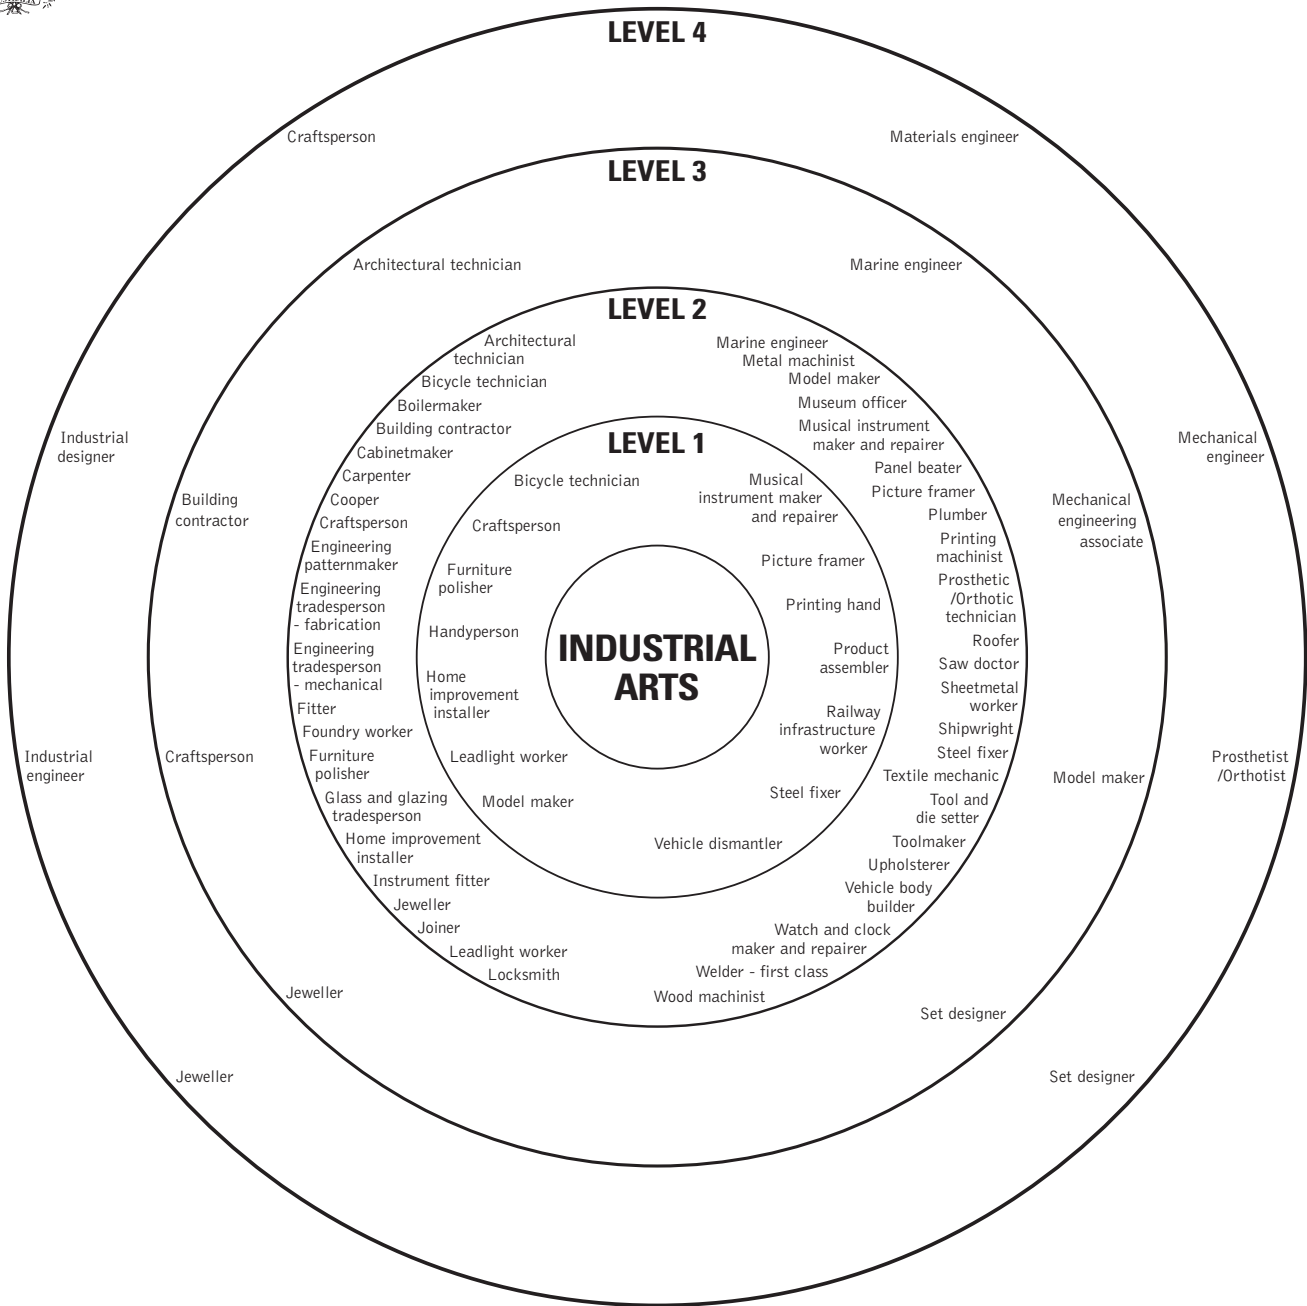 LEVEL 4
Craftsperson
Materials engineer
Industrial
designer
Mechanical
engineer
Industrial
engineer
Prosthetist
/Orthotist
Jeweller
Set designer
LEVEL 3
Architectural technician
Marine engineer
Building
contractor
Mechanical
engineering
associate
Craftsperson
Model maker
Jeweller
Set designer
LEVEL 2
Architectural
technician
Bicycle technician
Boilermaker
Building contractor
Cabinetmaker
Carpenter
Cooper
Craftsperson
Engineering
patternmaker
Engineering
tradesperson
- fabrication
Engineering
tradesperson
- mechanical
Fitter
Foundry worker
Furniture
polisher
Glass and glazing
tradesperson
Home improvement
installer
Instrument fitter
Jeweller
Joiner
Leadlight worker
Locksmith
Marine engineer
Metal machinist
Model maker
Museum officer
Musical instrument
maker and repairer
Panel beater
Picture framer
Plumber
Printing
machinist
Prosthetic
/Orthotic
technician
Roofer
Saw doctor
Sheetmetal
worker
Shipwright
Steel fixer
Textile mechanic
Tool and
die setter
Toolmaker
Upholsterer
Vehicle body
builder
Watch and clock
maker and repairer
Welder - first class
Wood machinist
LEVEL 1
Bicycle technician
Craftsperson
Furniture
polisher
Handyperson
Home
improvement
installer
Leadlight worker
Model maker
Musical
instrument maker
and repairer
Picture framer
Printing hand
Product
assembler
Railway
infrastructure
worker
Steel fixer
Vehicle dismantler
INDUSTRIAL
ARTS